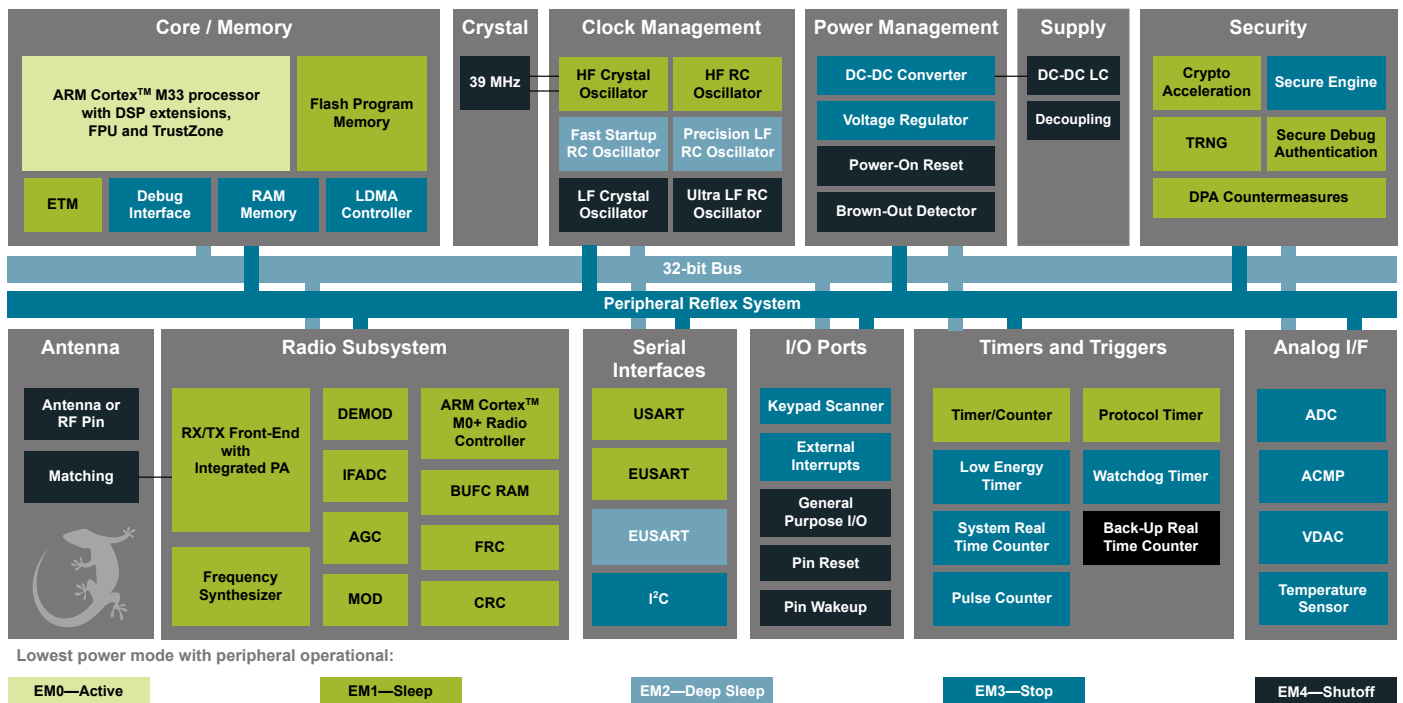 Core / Memory
ARM Cortex™ M33 processor
with DSP extensions,
FPU and TrustZone
Flash Program
Memory
ETM
Debug
Interface
RAM
Memory
LDMA
Controller
Crystal
39 MHz
Clock Management
HF Crystal
Oscillator
HF RC
Oscillator
Fast Startup
RC Oscillator
Precision LF
RC Oscillator
LF Crystal
Oscillator
Ultra LF RC
Oscillator
Power Management
DC-DC Converter
Voltage Regulator
Power-On Reset
Brown-Out Detector
Supply
DC-DC LC
Decoupling
Security
Crypto
Acceleration
Secure Engine
TRNG
Secure Debug
Authentication
DPA Countermeasures
32-bit Bus
Peripheral Reflex System
Antenna
Antenna or
RF Pin
Matching
Radio Subsystem
RX/TX Front-End
with
Integrated PA
Frequency
Synthesizer
DEMOD
IFADC
AGC
MOD
ARM Cortex™
M0+ Radio
Controller
BUFC RAM
FRC
CRC
Serial
Interfaces
USART
EUSART
EUSART
I²C
I/O Ports
Keypad Scanner
External
Interrupts
General
Purpose I/O
Pin Reset
Pin Wakeup
Timers and Triggers
Timer/Counter
Protocol Timer
Low Energy
Timer
Watchdog Timer
System Real
Time Counter
Back-Up Real
Time Counter
Pulse Counter
Analog I/F
ADC
ACMP
VDAC
Temperature
Sensor
Lowest power mode with peripheral operational:
EM0—Active
EM1—Sleep
EM2—Deep Sleep
EM3—Stop
EM4—Shutoff